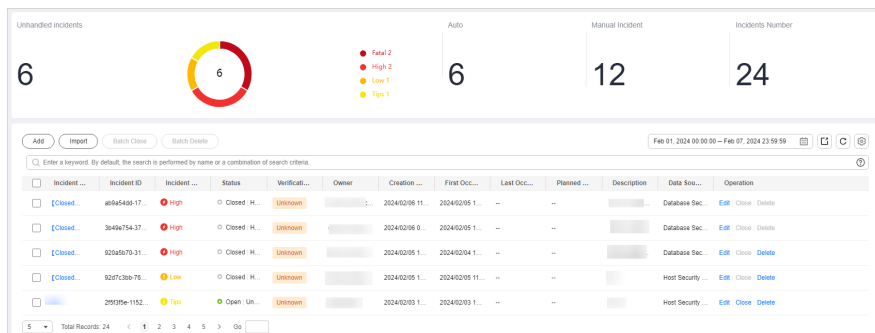 Unhandled incidents Auto Manual Incident Incidents Number
6 6 6 12 24
Fatal 2
High 2
Low 1
Tips 1
Add Import Batch Close Batch Delete Feb 01, 2024 00:00:00 – Feb 07, 2024 23:59:59
Enter a keyword. By default, the search is performed by name or a combination of search criteria.
Incident ... Incident ID Incident ... Status Verificati... Owner Creation ... First Occ... Last Occ... Planned ... Description Data Sou... Operation
[Closed... ab9a54dd-17... High Closed | H... Unknown 2024/02/06 11... 2024/02/05 1... -- -- Database Sec... Edit Close Delete
[Closed... 3b49e754-37... High Closed | H... Unknown 2024/02/06 0... 2024/02/05 1... -- -- Database Sec... Edit Close Delete
[Closed... 920a5b70-31... High Closed | H... Unknown 2024/02/05 1... 2024/02/04 1... -- -- Database Sec... Edit Close Delete
[Closed... 92d7c3bb-76... Low Closed | H... Unknown 2024/02/05 1... 2024/02/05 11... -- -- Host Security ... Edit Close Delete
2f5f3f5e-1152... Tips Open | Un... Unknown 2024/02/03 1... 2024/02/03 1... -- -- Host Security ... Edit Close Delete
5 Total Records: 24 < 1 2 3 4 5 > Go